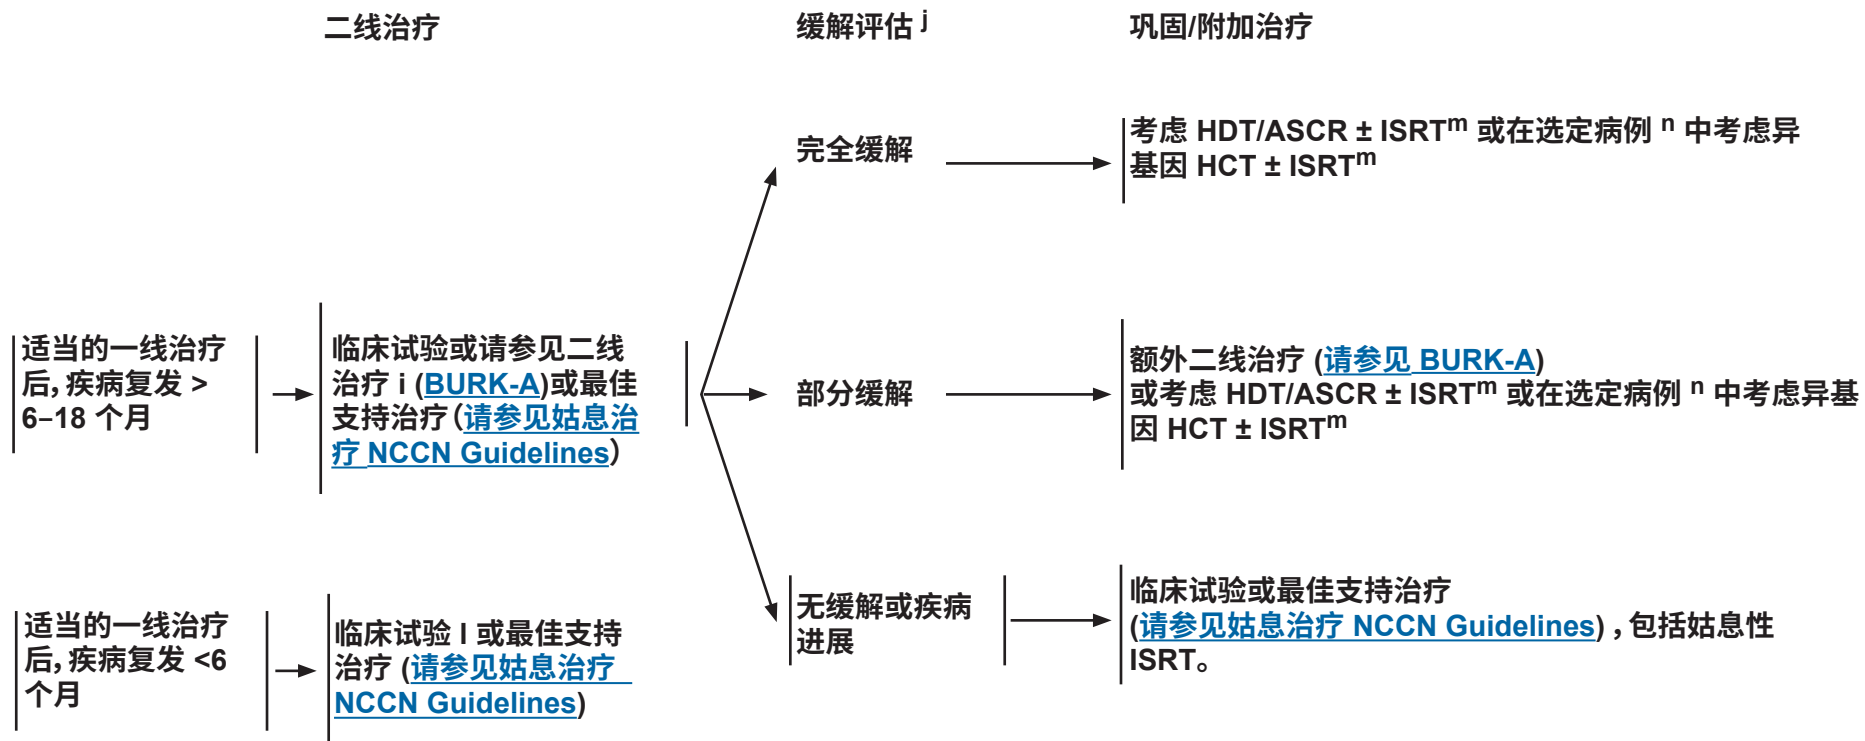 二线治疗
缓解评估 j
巩固/附加治疗
完全缓解
考虑 HDT/ASCR ± ISRTm 或在选定病例 n 中考虑异
基因 HCT ± ISRTm
适当的一线治疗
后,疾病复发 >
6–18 个月
临床试验或请参见二线
治疗 i (BURK-A)或最佳
支持治疗(请参见姑息治
疗 NCCN Guidelines)
部分缓解
额外二线治疗 (请参见 BURK-A)
或考虑 HDT/ASCR ± ISRTm 或在选定病例 n 中考虑异基
因 HCT ± ISRTm
无缓解或疾病
进展
临床试验或最佳支持治疗
(请参见姑息治疗 NCCN Guidelines) ,包括姑息性
ISRT。
适当的一线治疗
后,疾病复发 <6
个月
临床试验 l 或最佳支持
治疗 (请参见姑息治疗
NCCN Guidelines)